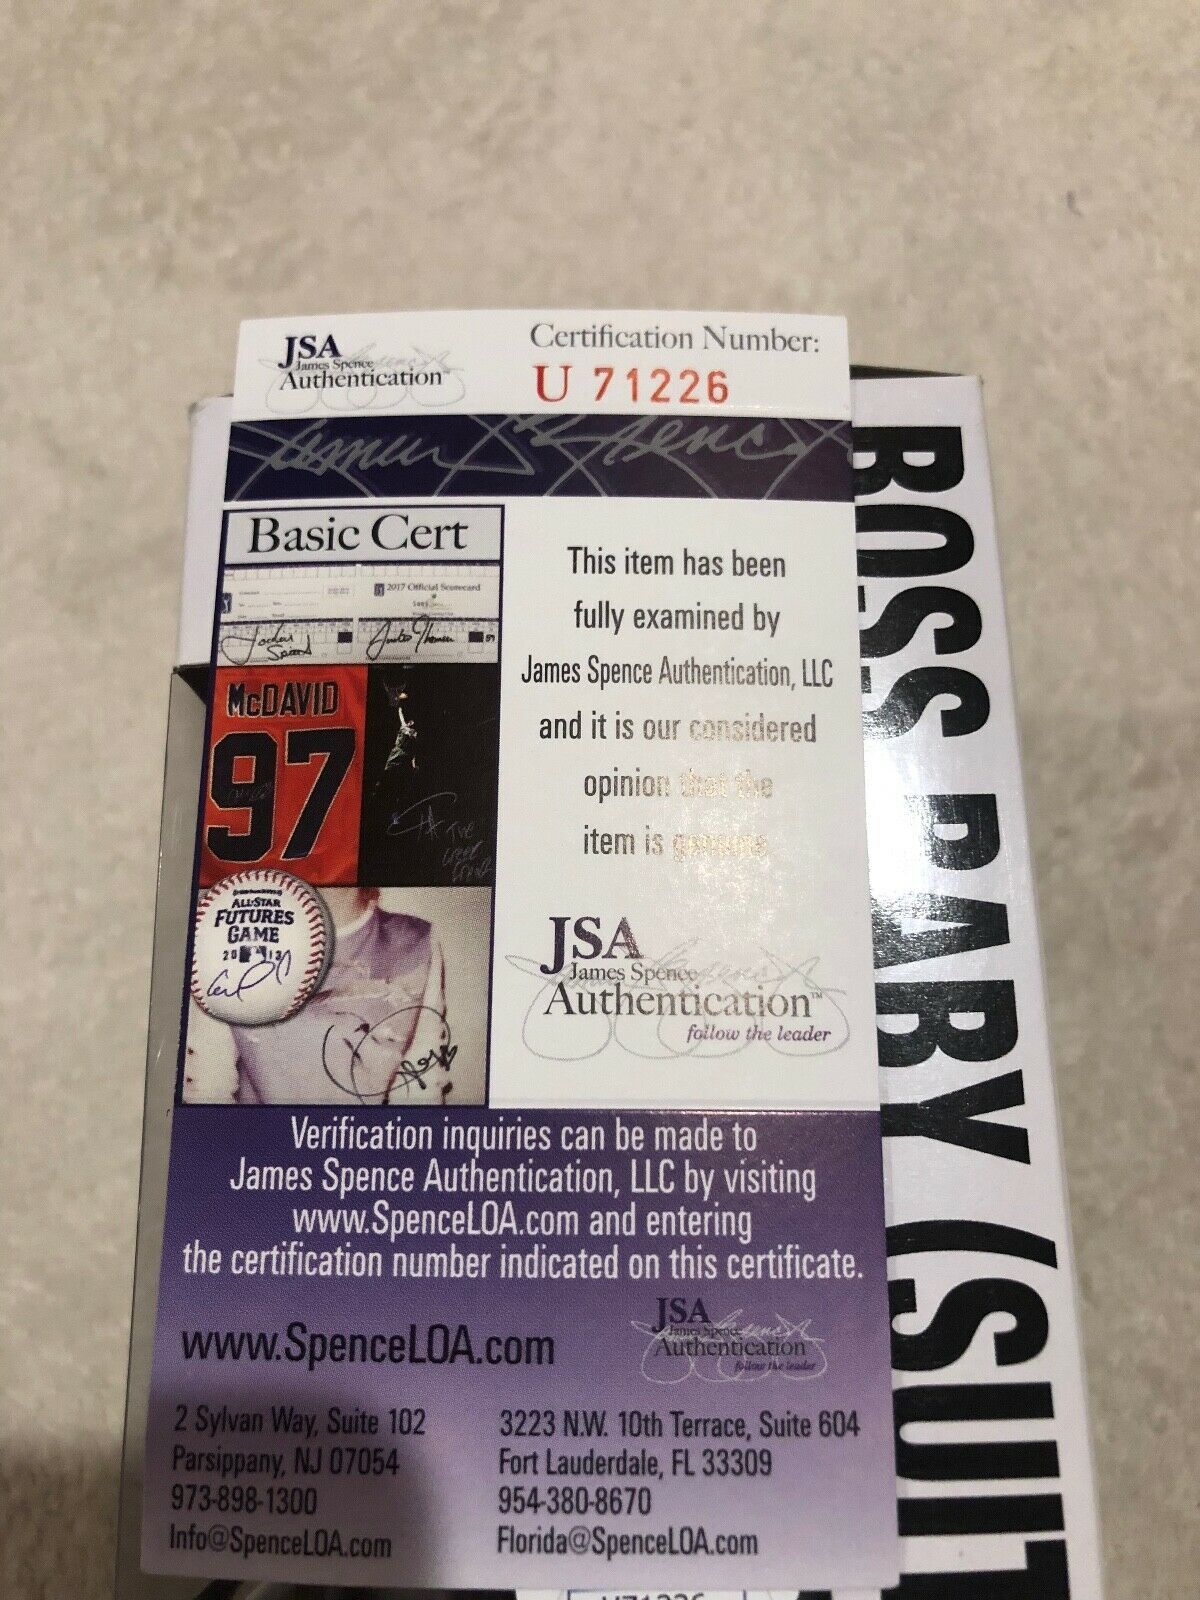 JSA
James Spence
Authentication™
Certification Number:
U 71226
Basic Cert
2017 Official Scorecard
McDAVID
97
ALL-STAR
FUTURES
GAME
2013
This item has been
fully examined by
James Spence Authentication, LLC
and it is our considered
opinion that the
item is genuine
JSA
James Spence
Authentication™
follow the leader
Verification inquiries can be made to
James Spence Authentication, LLC by visiting
www.SpenceLOA.com and entering
the certification number indicated on this certificate.
www.SpenceLOA.com
JSA
James Spence
Authentication
follow the leader
2 Sylvan Way, Suite 102
Parsippany, NJ 07054
973-898-1300
Info@SpenceLOA.com
3223 N.W. 10th Terrace, Suite 604
Fort Lauderdale, FL 33309
954-380-8670
Florida@SpenceLOA.com
BOSS BABY (SUIT
U71226